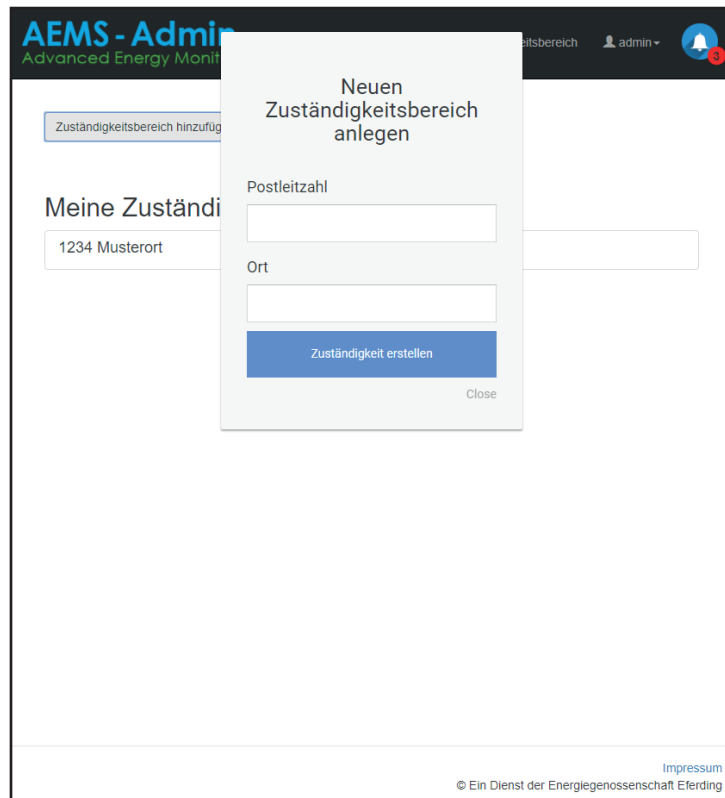 AEMS - Admin
Advanced Energy Monit
eitsbereich
admin
3
Zuständigkeitsbereich hinzufüg
Neuen
Zuständigkeitsbereich
anlegen
Postleitzahl
Meine Zuständi
1234 Musterort
Ort
Zuständigkeit erstellen
Close
Impressum
© Ein Dienst der Energiegenossenschaft Eferding